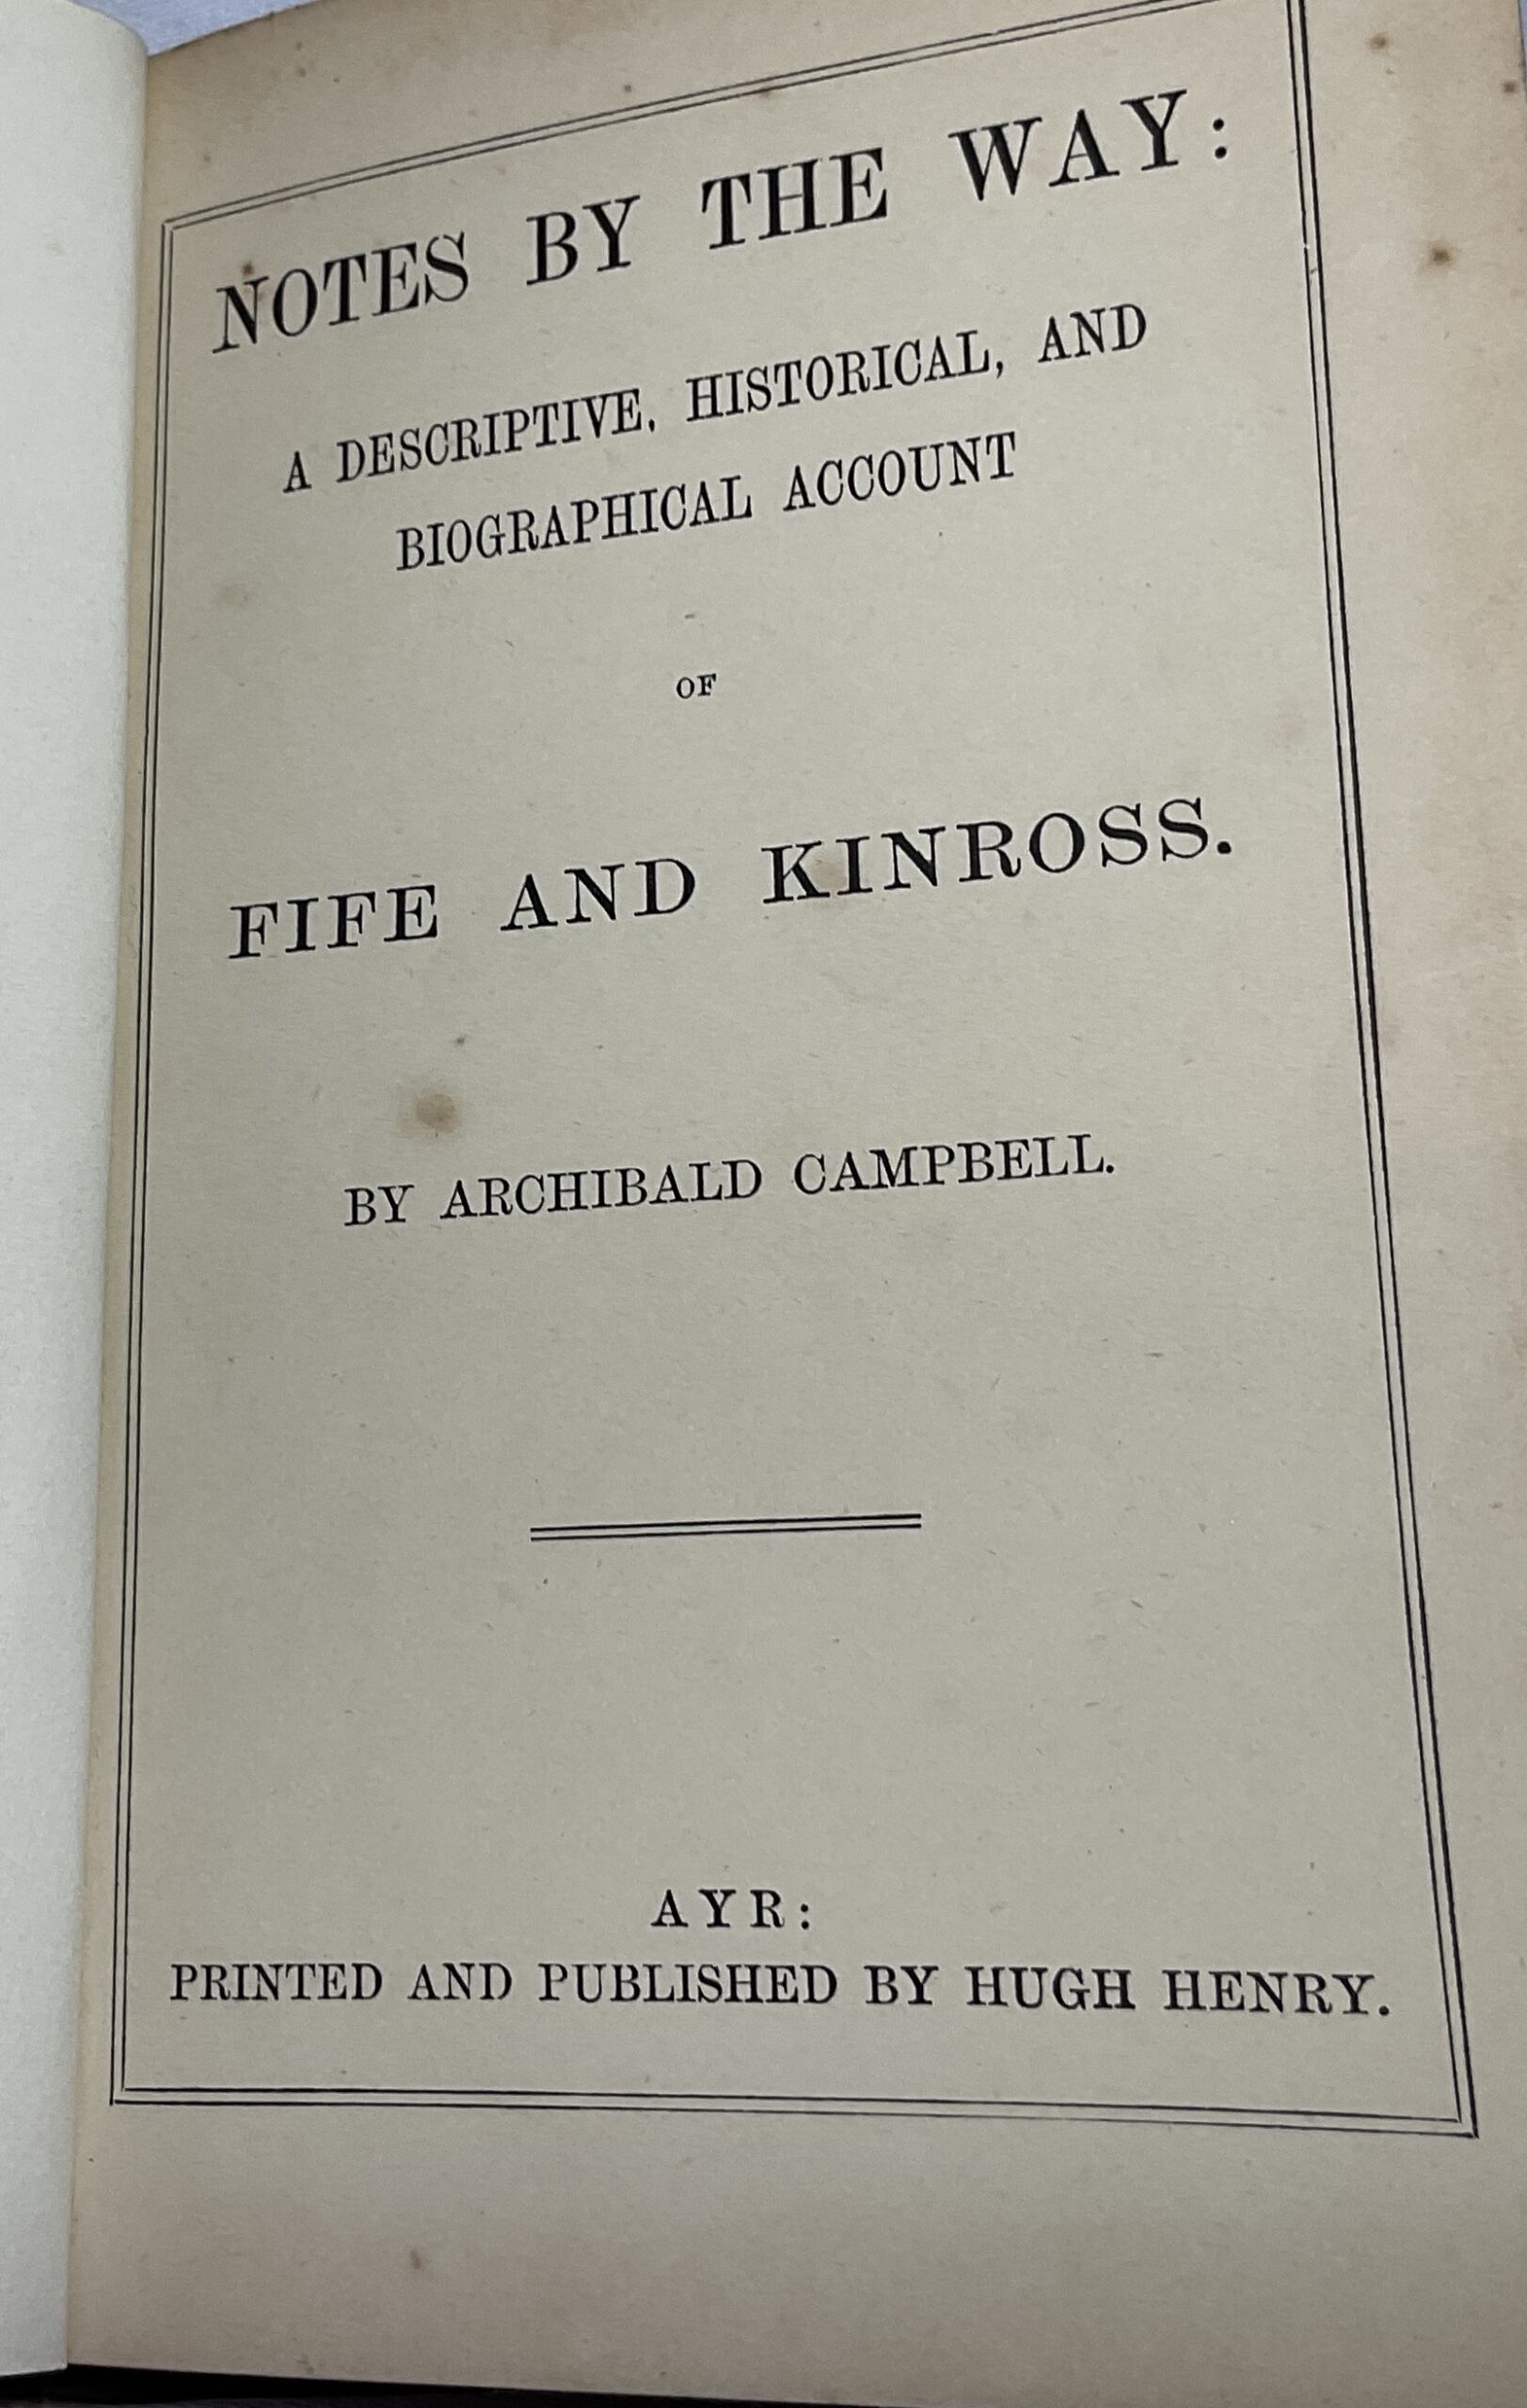 NOTES BY THE WAY:
A DESCRIPTIVE, HISTORICAL, AND
BIOGRAPHICAL ACCOUNT
OF
FIFE AND KINROSS.
BY ARCHIBALD CAMPBELL.
AYR:
PRINTED AND PUBLISHED BY HUGH HENRY.